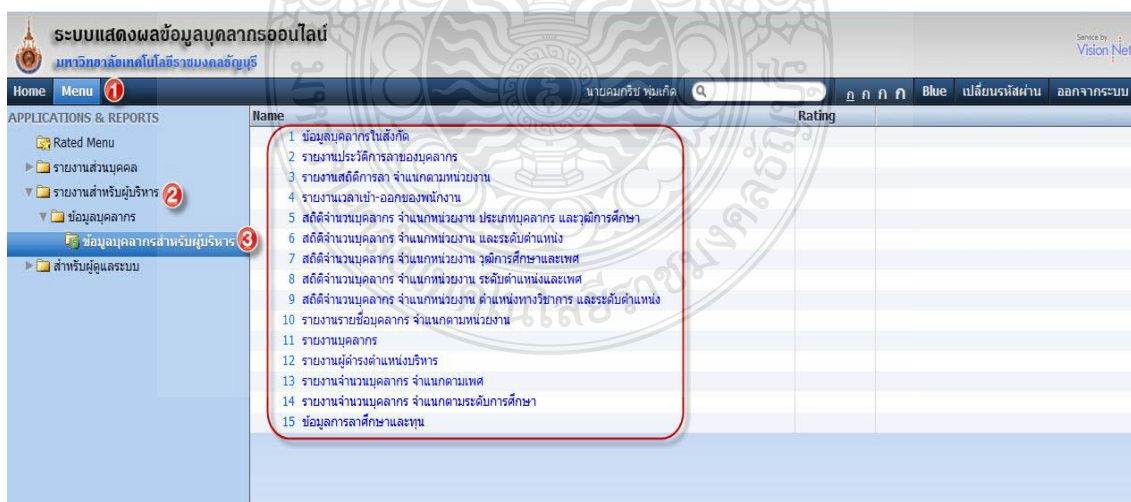 ระบบแสดงผลข้อมูลบุคลากรออนไลน์
มหาวิทยาลัยเทคโนโลยีราชมงคลธัญบุรี
Service by
Vision Net
Home Menu 1 นายคมกริช พุ่มเกิด ก ก ก ก Blue เปลี่ยนรหัสผ่าน ออกจากระบบ
APPLICATIONS & REPORTS
Rated Menu
รายงานส่วนบุคคล
รายงานสำหรับผู้บริหาร 2
ข้อมูลบุคลากร
ข้อมูลบุคลากรสำหรับผู้บริหาร 3
สำหรับผู้ดูแลระบบ
Name Rating
1 ข้อมูลบุคลากรในสังกัด
2 รายงานประวัติการลาของบุคลากร
3 รายงานสถิติการลา จำแนกตามหน่วยงาน
4 รายงานเวลาเข้า-ออกของพนักงาน
5 สถิติจำนวนบุคลากร จำแนกหน่วยงาน ประเภทบุคลากร และวุฒิการศึกษา
6 สถิติจำนวนบุคลากร จำแนกหน่วยงาน และระดับตำแหน่ง
7 สถิติจำนวนบุคลากร จำแนกหน่วยงาน วุฒิการศึกษาและเพศ
8 สถิติจำนวนบุคลากร จำแนกหน่วยงาน ระดับตำแหน่งและเพศ
9 สถิติจำนวนบุคลากร จำแนกหน่วยงาน ตำแหน่งทางวิชาการ และระดับตำแหน่ง
10 รายงานรายชื่อบุคลากร จำแนกตามหน่วยงาน
11 รายงานบุคลากร
12 รายงานผู้ดำรงตำแหน่งบริหาร
13 รายงานจำนวนบุคลากร จำแนกตามเพศ
14 รายงานจำนวนบุคลากร จำแนกตามระดับการศึกษา
15 ข้อมูลการลาศึกษาและทุน